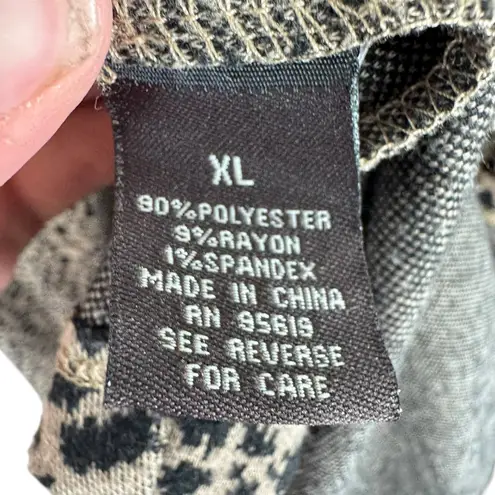 XL
90%POLYESTER
9%RAYON
1%SPANDEX
MADE IN CHINA
RN 95619
SEE REVERSE
FOR CARE